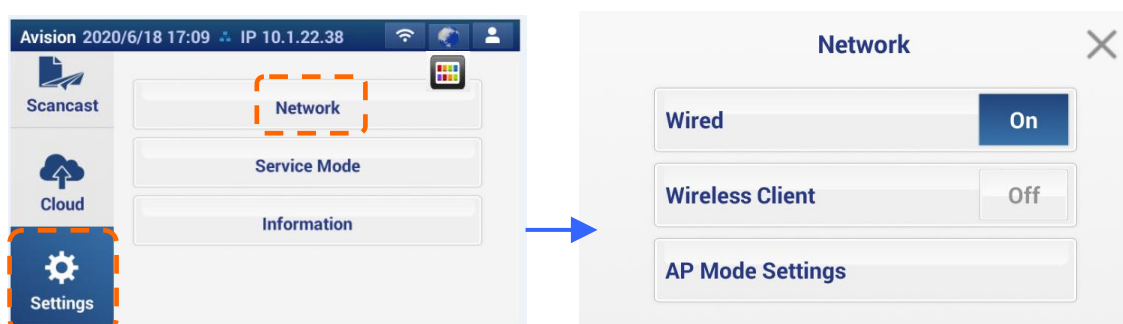 Avision 2020/6/18 17:09 IP 10.1.22.38
Scancast
Cloud
Settings
Network
Service Mode
Information
Network
Wired On
Wireless Client Off
AP Mode Settings